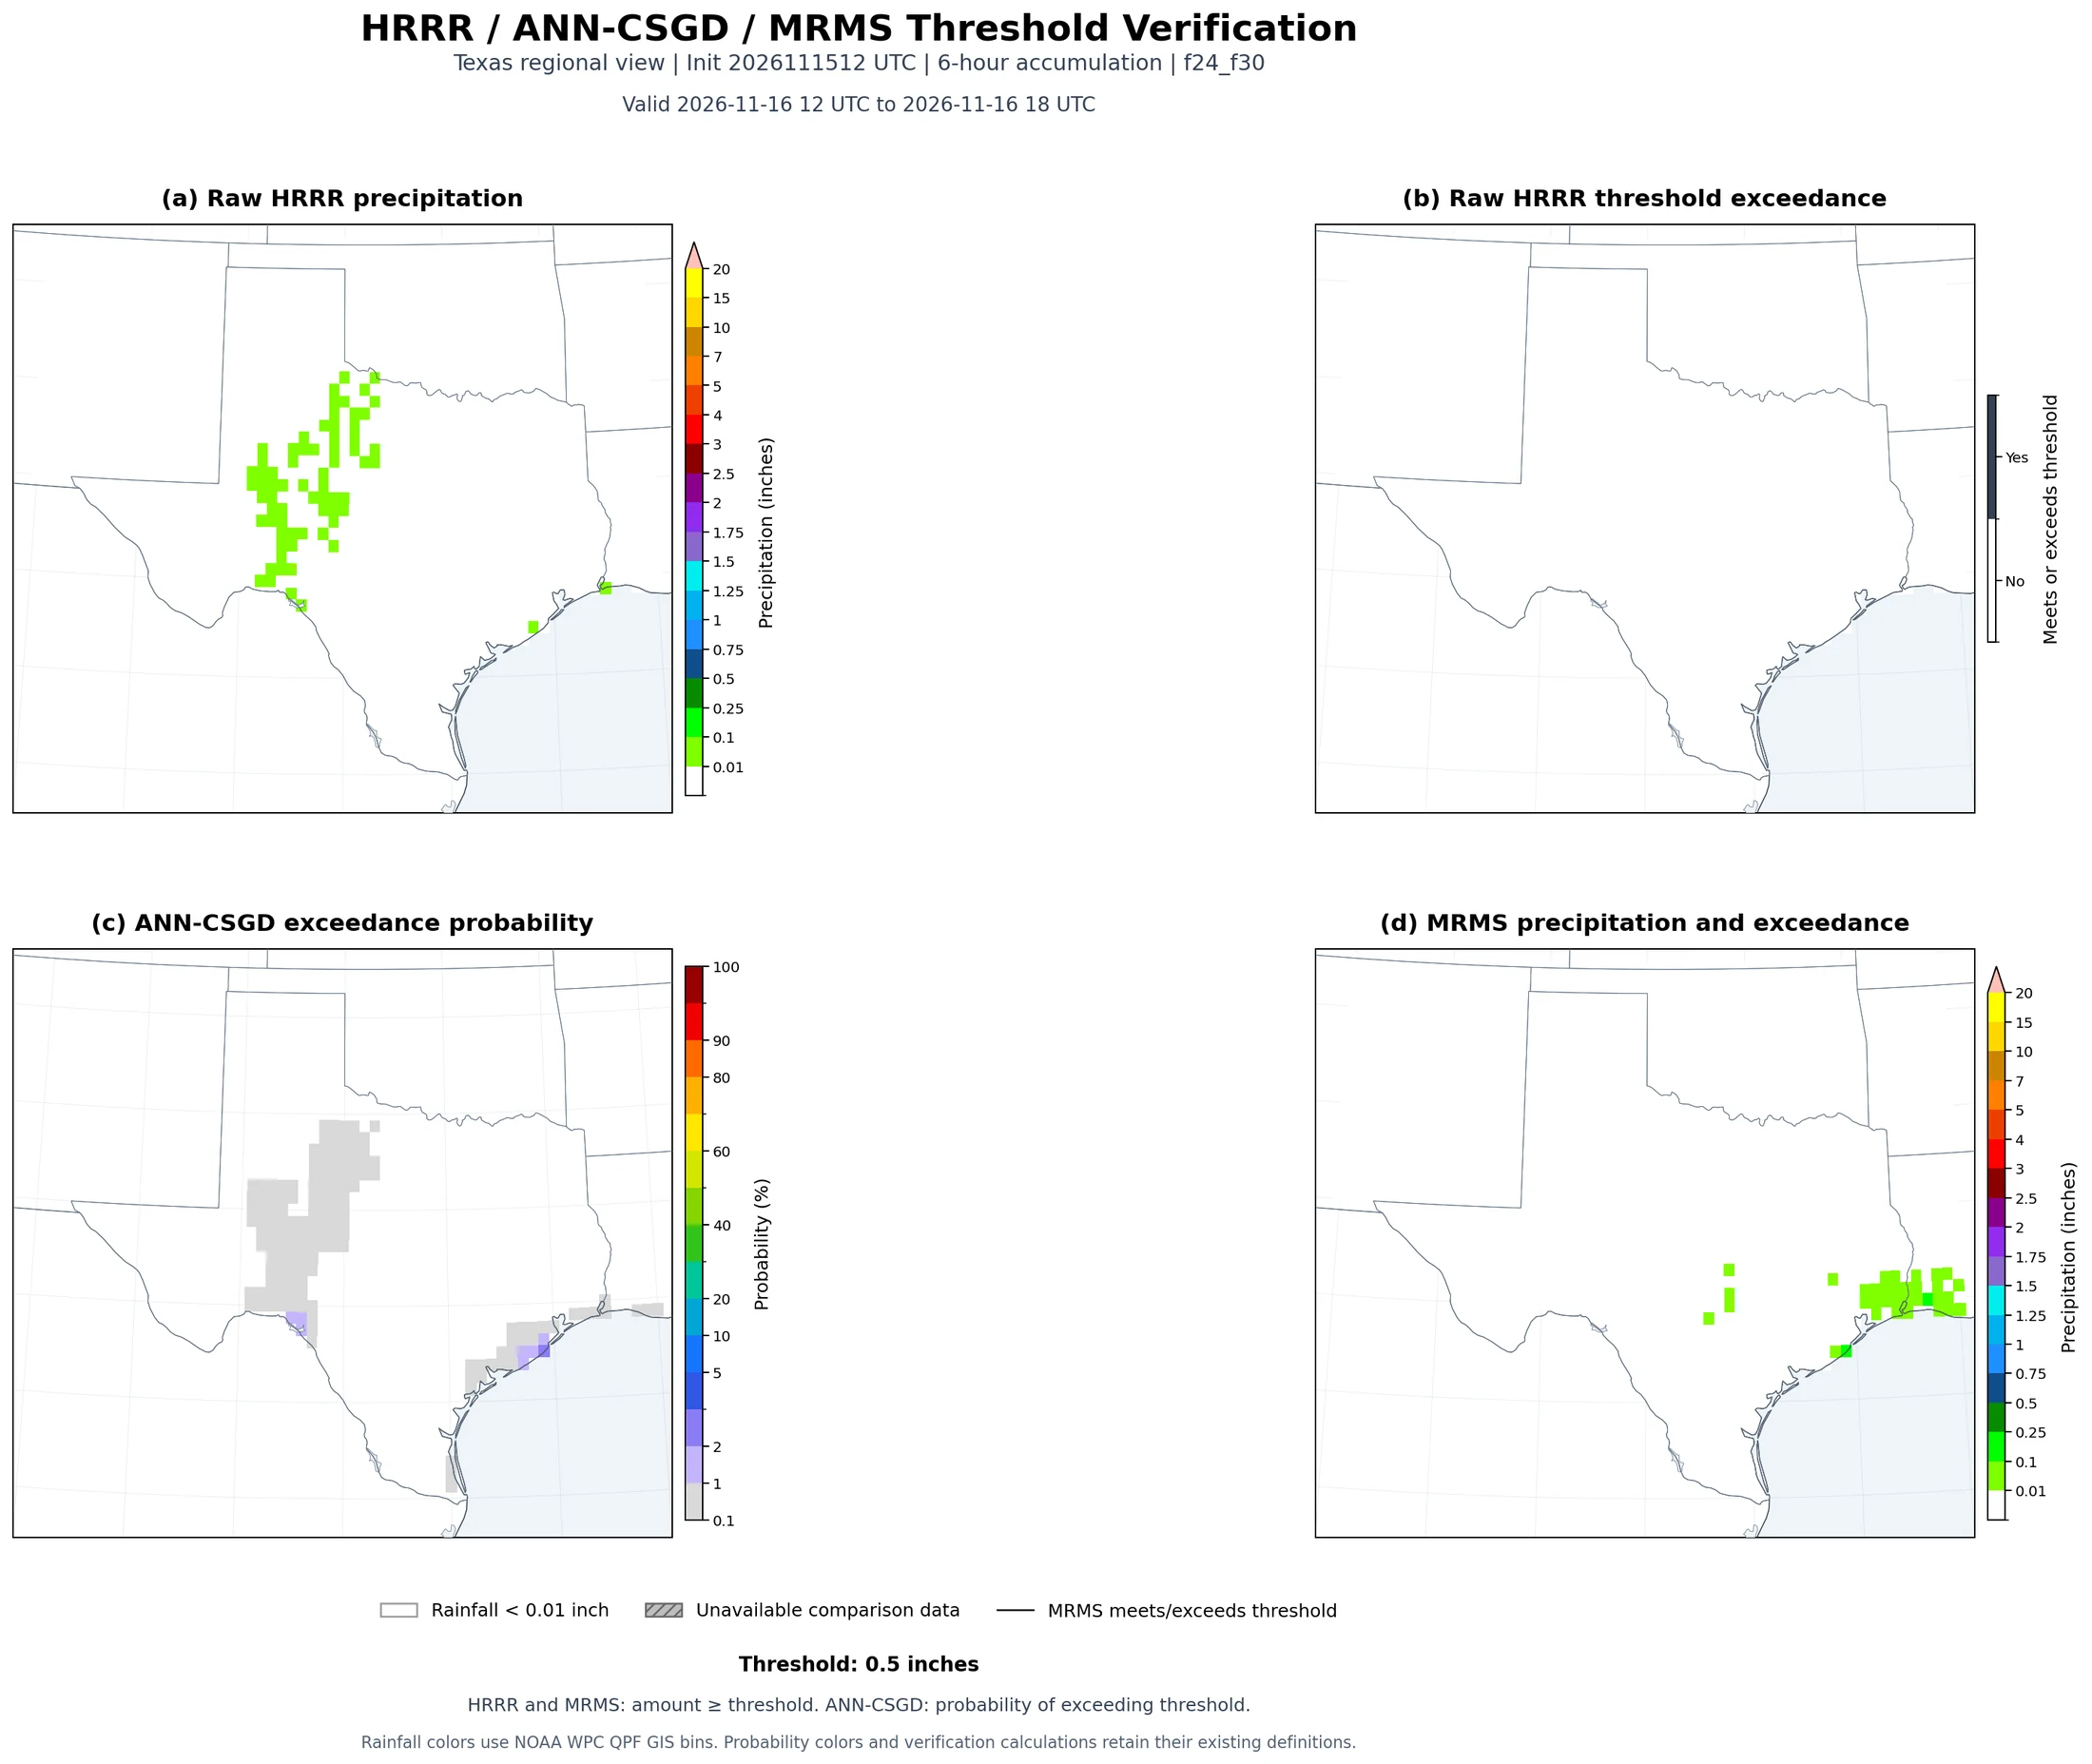 HRRR / ANN-CSGD / MRMS Threshold Verification
Texas regional view | Init 2026111512 UTC | 6-hour accumulation | f24_f30
Valid 2026-11-16 12 UTC to 2026-11-16 18 UTC
(a) Raw HRRR precipitation
20
15
10
7
5
4
3
2.5
2
1.75
1.5
1.25
1
0.75
0.5
0.25
0.1
0.01
Precipitation (inches)
(b) Raw HRRR threshold exceedance
Yes
No
Meets or exceeds threshold
(c) ANN-CSGD exceedance probability
100
90
80
60
40
20
10
5
2
1
0.1
Probability (%)
(d) MRMS precipitation and exceedance
20
15
10
7
5
4
3
2.5
2
1.75
1.5
1.25
1
0.75
0.5
0.25
0.1
0.01
Precipitation (inches)
Rainfall < 0.01 inch
Unavailable comparison data
MRMS meets/exceeds threshold
Threshold: 0.5 inches
HRRR and MRMS: amount ≥ threshold. ANN-CSGD: probability of exceeding threshold.
Rainfall colors use NOAA WPC QPF GIS bins. Probability colors and verification calculations retain their existing definitions.